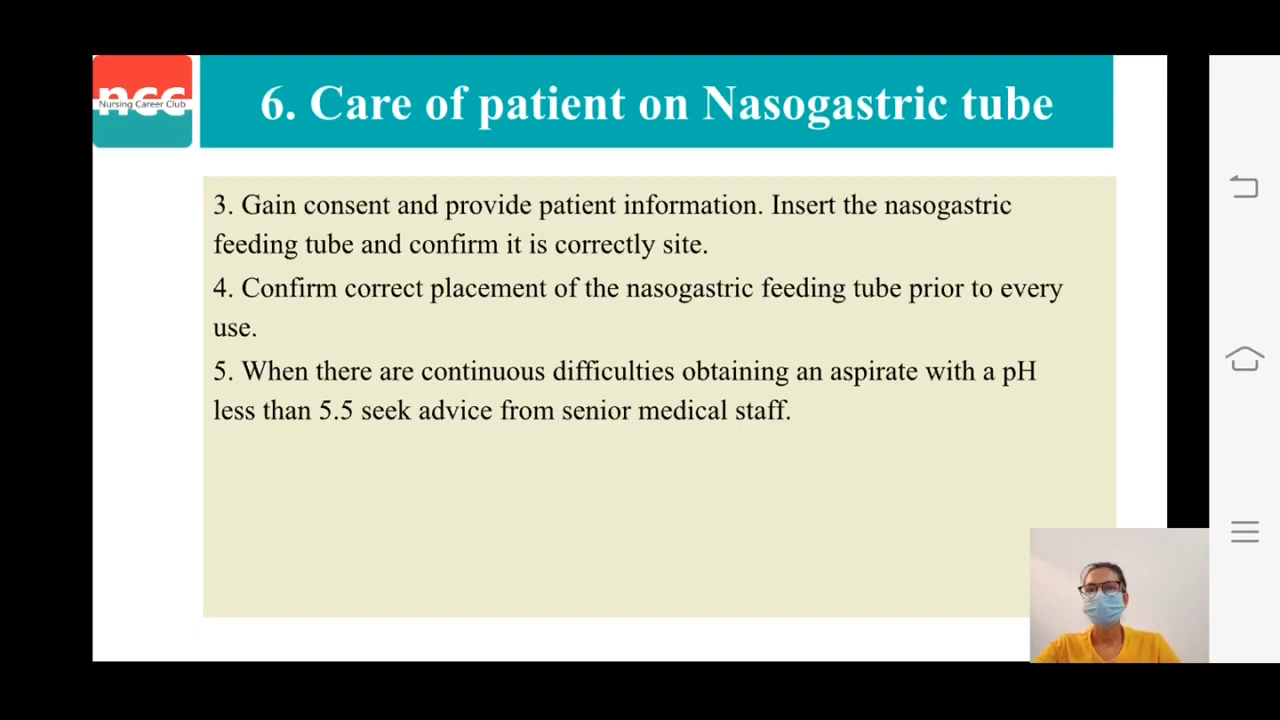 ncc
Nursing Career Club
6. Care of patient on Nasogastric tube
3. Gain consent and provide patient information. Insert the nasogastric
feeding tube and confirm it is correctly site.
4. Confirm correct placement of the nasogastric feeding tube prior to every
use.
5. When there are continuous difficulties obtaining an aspirate with a pH
less than 5.5 seek advice from senior medical staff.